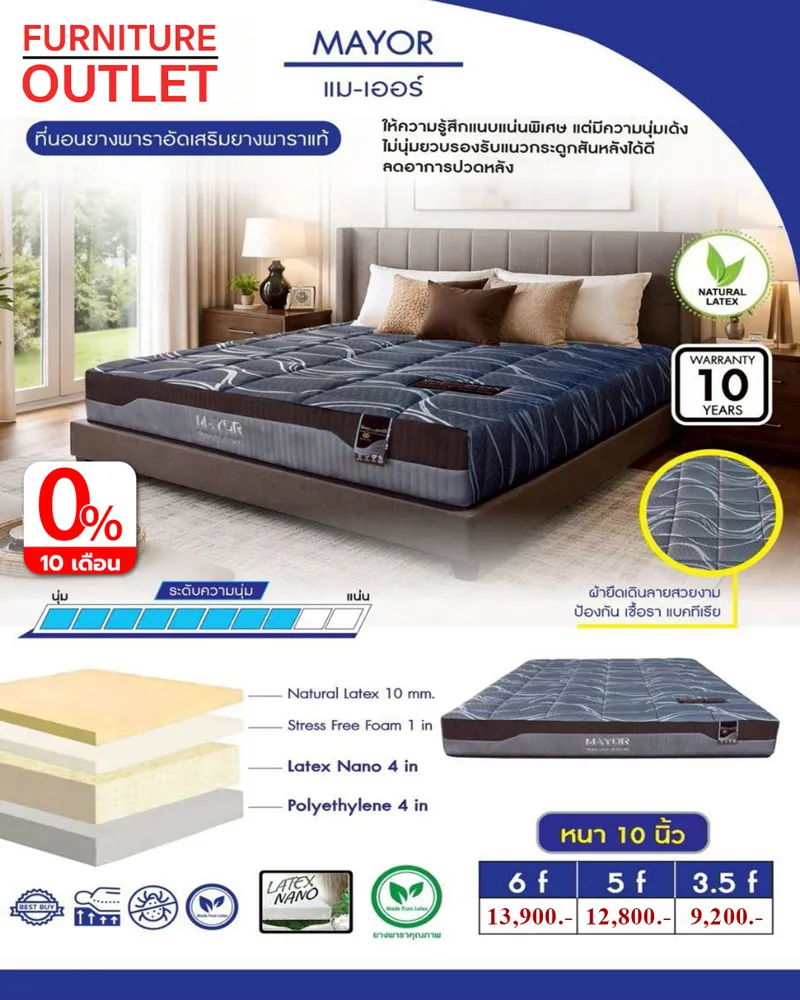 FURNITURE
OUTLET
MAYOR
แม-เออร์
ที่นอนยางพาราอัดเสริมยางพาราแท้
ให้ความรู้สึกแนบแน่นพิเศษ แต่มีความนุ่มเด้ง
ไม่นุ่มยวบรองรับแนวกระดูกสันหลังได้ดี
ลดอาการปวดหลัง
NATURAL
LATEX
WARRANTY
10
YEARS
MAYOR
0%
10 เดือน
นุ่ม
ระดับความนุ่ม
แน่น
ผ้ายืดเดินลายสวยงาม
ป้องกัน เชื้อรา แบคทีเรีย
Natural Latex 10 mm.
Stress Free Foam 1 in
Latex Nano 4 in
Polyethylene 4 in
MAYOR
หนา 10 นิ้ว
6 f 5 f 3.5 f
13,900.- 12,800.- 9,200.-
BEST BUY
Made From Latex
LATEX
NANO
Made From Latex
ยางพาราคุณภาพ